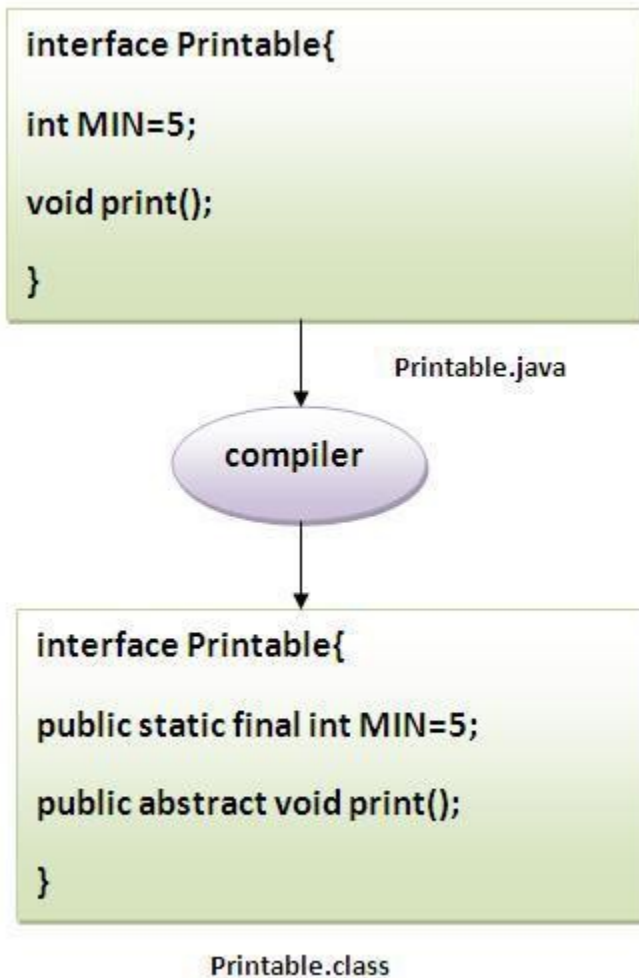 interface Printable{
int MIN=5;
void print();
}
Printable.java
compiler
interface Printable{
public static final int MIN=5;
public abstract void print();
}
Printable.class